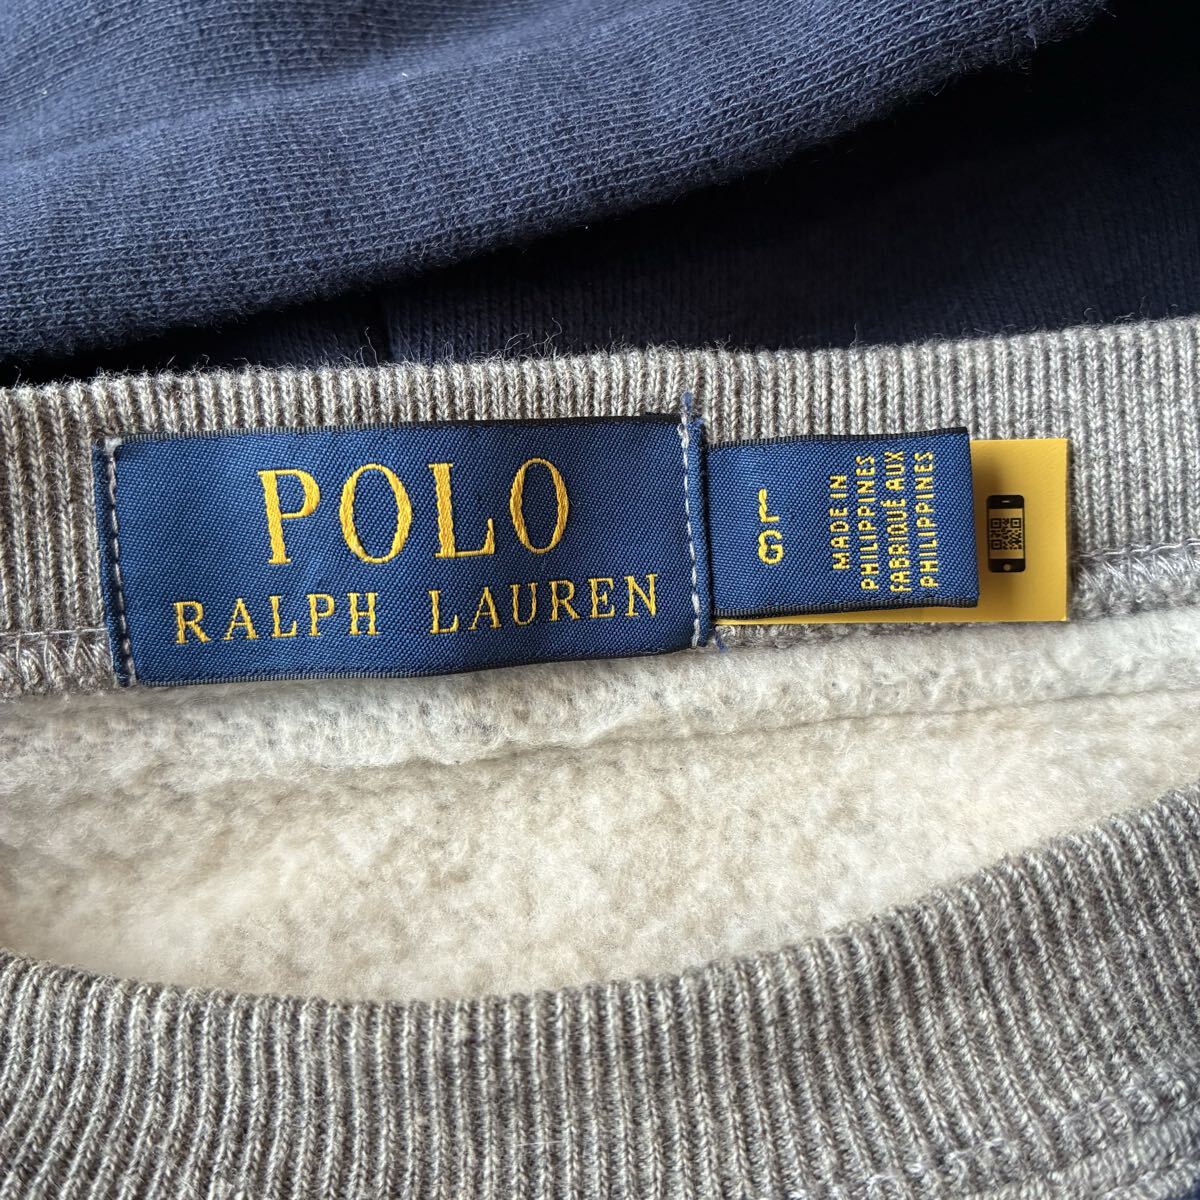 POLO
RALPH LAUREN
L
G
MADE IN
PHILIPPINES
FABRIQUÉ AUX
PHILIPPINES